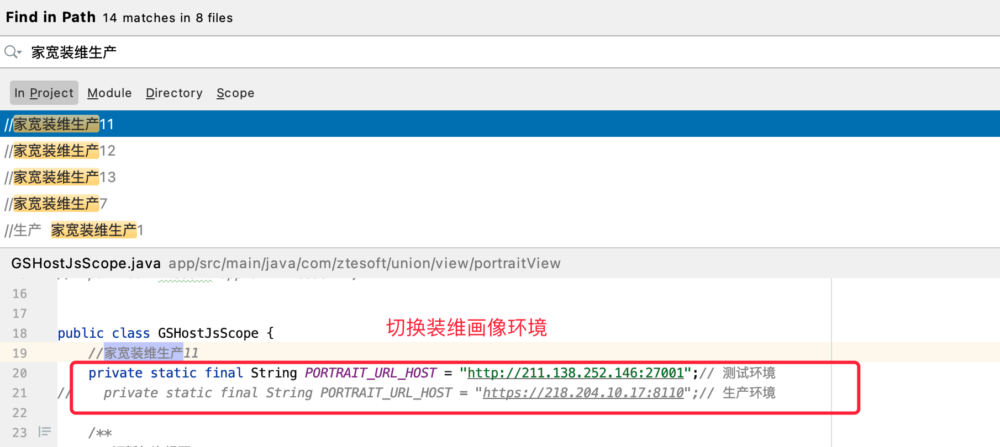 Find in Path 14 matches in 8 files
家宽装维生产
In Project Module Directory Scope
//家宽装维生产11
//家宽装维生产12
//家宽装维生产13
//家宽装维生产7
//生产 家宽装维生产1
GSHostJsScope.java app/src/main/java/com/ztesoft/union/view/portraitView
16
17
切换装维画像环境
18 public class GSHostJsScope {
19 //家宽装维生产11
20 private static final String PORTRAIT_URL_HOST = "http://211.138.252.146:27001";// 测试环境
21 // private static final String PORTRAIT_URL_HOST = "https://218.204.10.17:8110";// 生产环境
22
23 /**